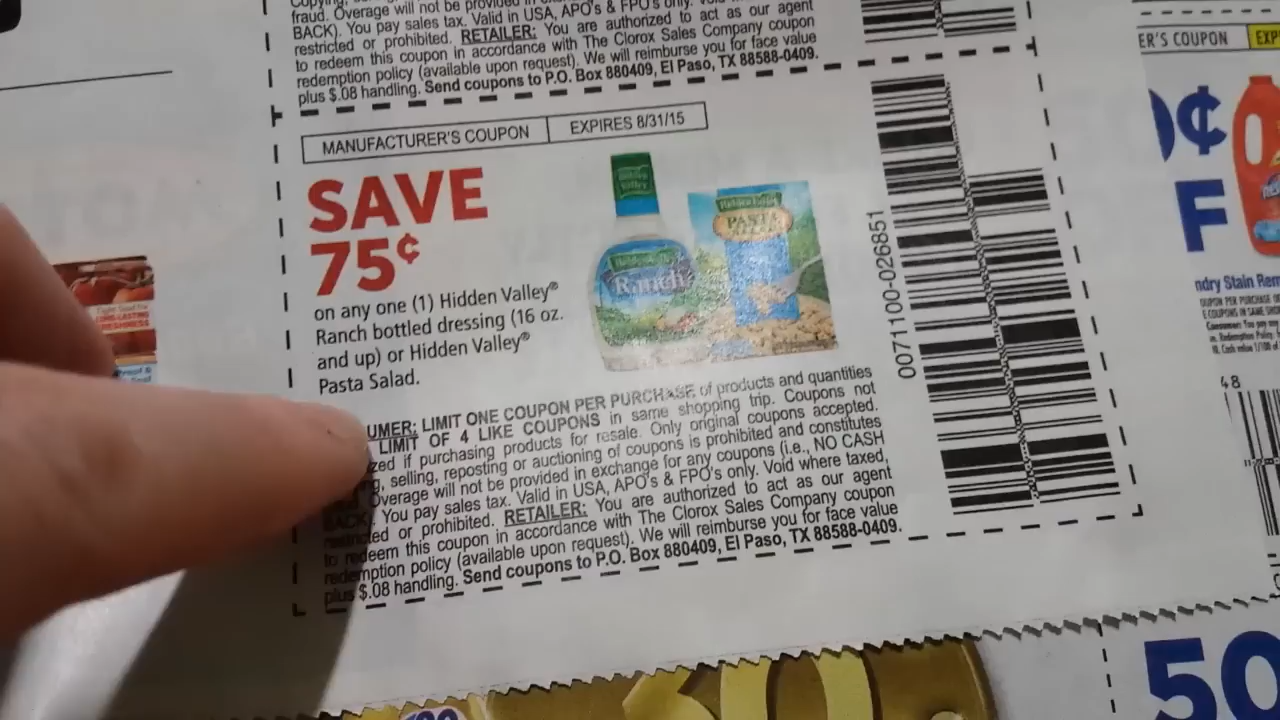 fraud. Overage will not be provided in
BACK). You pay sales tax. Valid in USA, APO's & FPO's only.
restricted or prohibited. RETAILER: You are authorized to act as our agent
to redeem this coupon in accordance with The Clorox Sales Company coupon
redemption policy (available upon request). We will reimburse you for face value
plus $.08 handling. Send coupons to P.O. Box 880409, El Paso, TX 88588-0409.
MANUFACTURER'S COUPON EXPIRES 8/31/15
SAVE
75¢
on any one (1) Hidden Valley®
Ranch bottled dressing (16 oz.
and up) or Hidden Valley®
Pasta Salad.
Hidden Valley
Ranch
Hidden Valley
PASTA
0071100-026851
UMER: LIMIT ONE COUPON PER PURCHASE of products and quantities
LIMIT OF 4 LIKE COUPONS in same shopping trip. Coupons not
zed if purchasing products for resale. Only original coupons accepted.
g, selling, reposting or auctioning of coupons is prohibited and constitutes
Overage will not be provided in exchange for any coupons (i.e., NO CASH
BACK). You pay sales tax. Valid in USA, APO's & FPO's only. Void where taxed,
restricted or prohibited. RETAILER: You are authorized to act as our agent
to redeem this coupon in accordance with The Clorox Sales Company coupon
redemption policy (available upon request). We will reimburse you for face value
plus $.08 handling. Send coupons to P.O. Box 880409, El Paso, TX 88588-0409.
ER'S COUPON EXP
¢
F
ndry Stain Rem
48
50